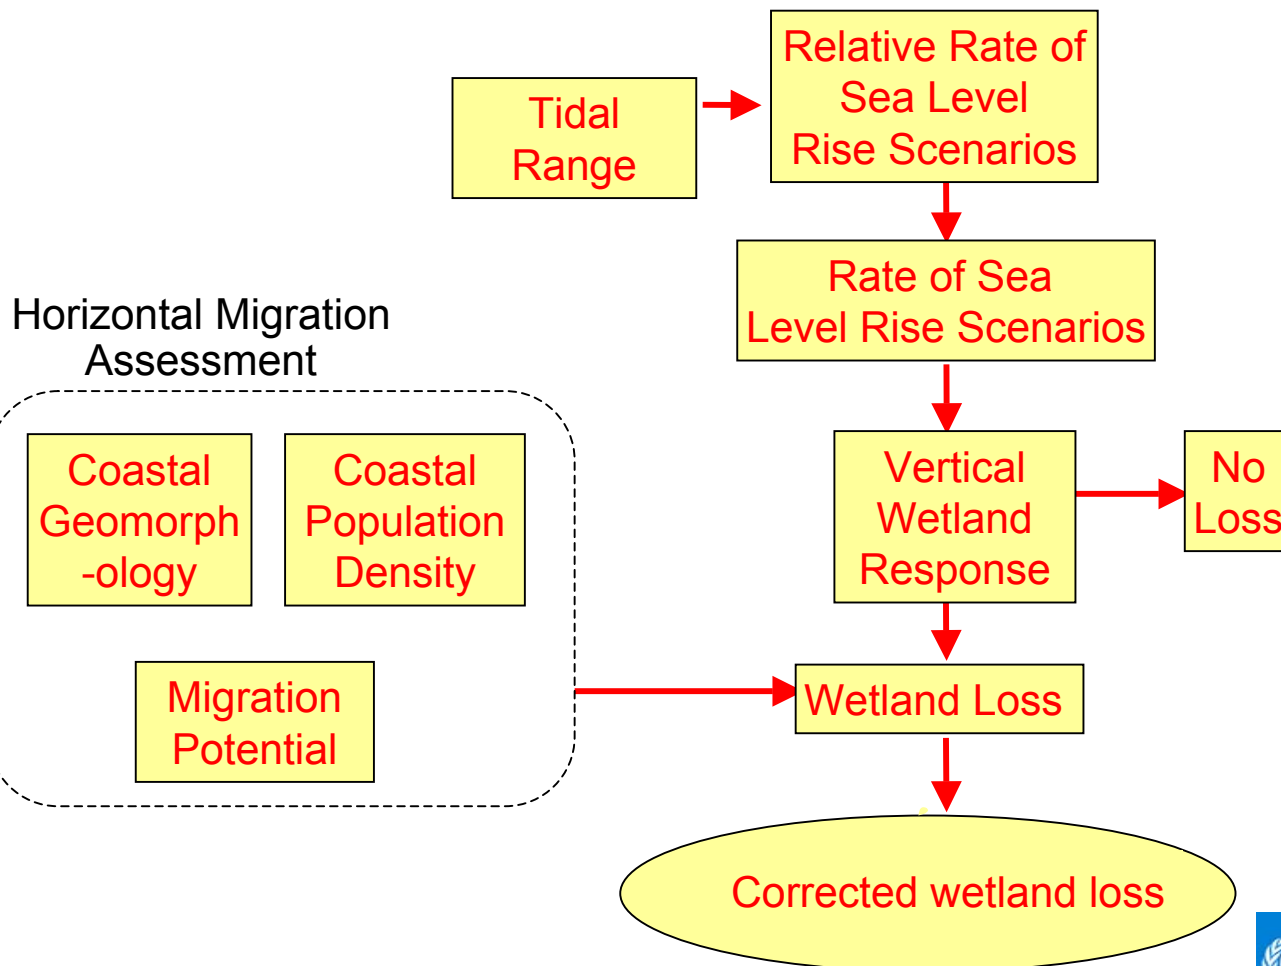 Relative Rate of
Sea Level
Rise Scenarios
Tidal
Range
Rate of Sea
Level Rise Scenarios
Horizontal Migration
Assessment
Coastal
Geomorph
-ology
Coastal
Population
Density
Migration
Potential
Vertical
Wetland
Response
No
Loss
Wetland Loss
Corrected wetland loss